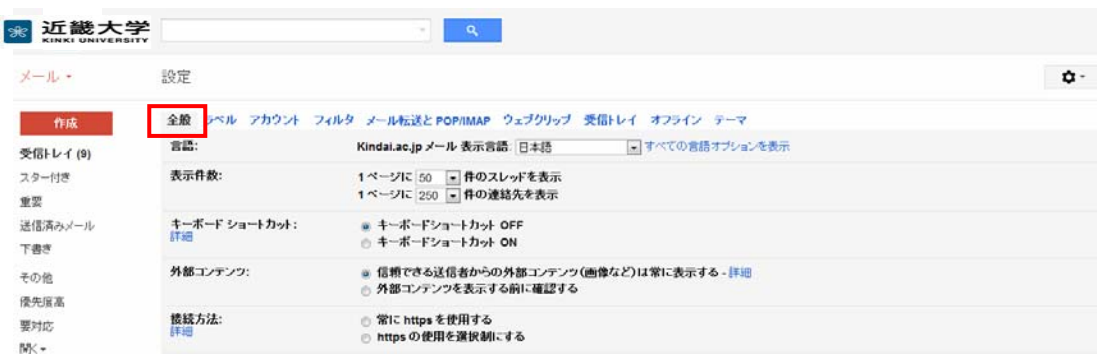 近畿大学
KINKI UNIVERSITY
メール
設定
作成
全般 ラベル アカウント フィルタ メール転送と POP/IMAP ウェブクリップ 受信トレイ オフライン テーマ
受信トレイ (9)
スター付き
重要
送信済みメール
下書き
その他
優先度高
要対応
開く
言語: Kindai.ac.jp メール 表示言語: 日本語 すべての言語オプションを表示
表示件数: 1 ページに 50 件のスレッドを表示
1 ページに 250 件の連絡先を表示
キーボード ショートカット: キーボードショートカット OFF
詳細 キーボードショートカット ON
外部コンテンツ: 信頼できる送信者からの外部コンテンツ(画像など)は常に表示する - 詳細
外部コンテンツを表示する前に確認する
接続方法: 常に https を使用する
詳細 https の使用を選択制にする